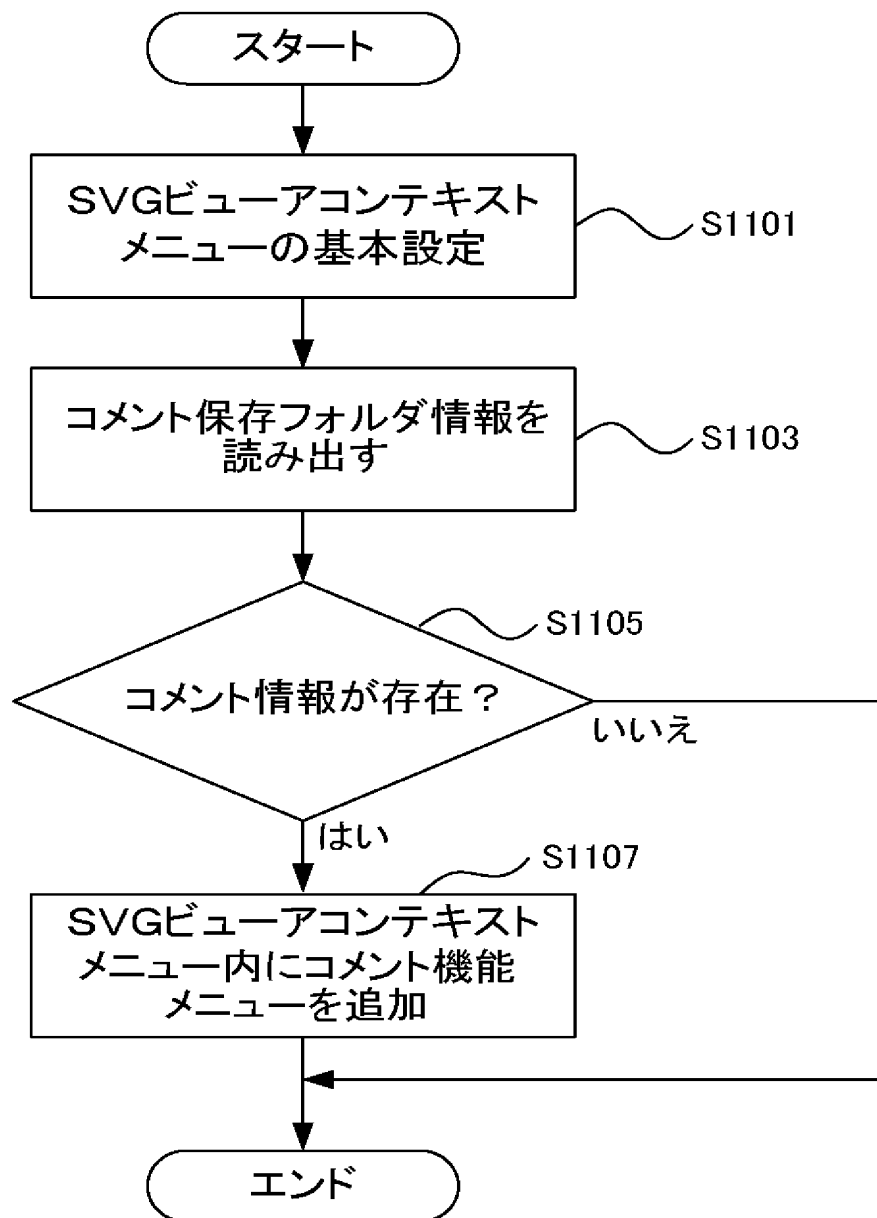 スタート
SVGビューアコンテキスト
メニューの基本設定
S1101
コメント保存フォルダ情報を
読み出す
S1103
S1105
コメント情報が存在？
いいえ
はい
S1107
SVGビューアコンテキスト
メニュー内にコメント機能
メニューを追加
エンド